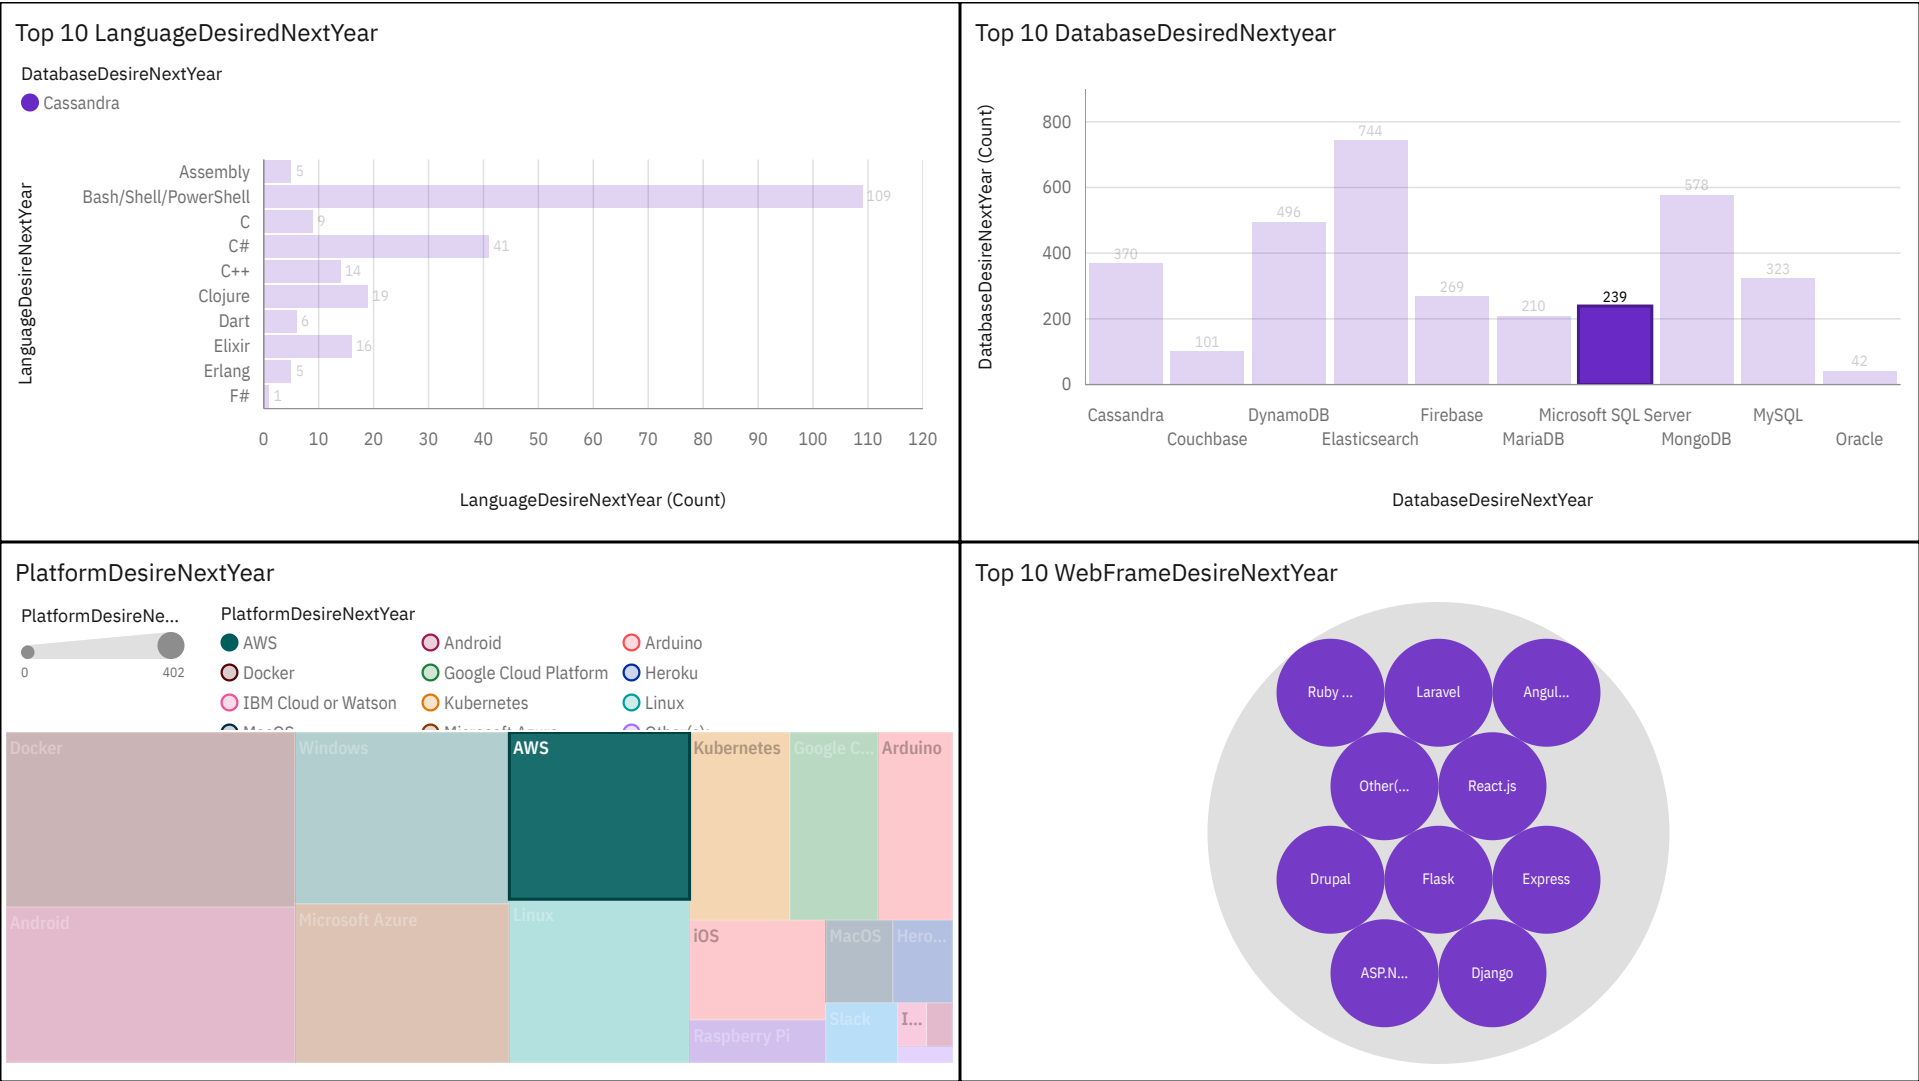 Top 10 LanguageDesiredNextYear
DatabaseDesireNextYear
Cassandra
LanguageDesireNextYear
Assembly 5
Bash/Shell/PowerShell 109
C 9
C# 41
C++ 14
Clojure 19
Dart 6
Elixir 16
Erlang 5
F# 1
0 10 20 30 40 50 60 70 80 90 100 110 120
LanguageDesireNextYear (Count)
Top 10 DatabaseDesiredNextyear
DatabaseDesireNextYear (Count)
800
600
400
200
0
370 101 496 744 269 210 239 578 323 42
Cassandra DynamoDB Firebase Microsoft SQL Server MySQL
Couchbase Elasticsearch MariaDB MongoDB Oracle
DatabaseDesireNextYear
PlatformDesireNextYear
PlatformDesireNe...
0 402
PlatformDesireNextYear
AWS Android Arduino
Docker Google Cloud Platform Heroku
IBM Cloud or Watson Kubernetes Linux
MacOS Microsoft Azure Other(s):
Docker Windows AWS Kubernetes Google C... Arduino
Android Microsoft Azure Linux
iOS MacOS Hero...
Raspberry Pi Slack I...
Top 10 WebFrameDesireNextYear
Ruby ... Laravel Angul...
Other(... React.js
Drupal Flask Express
ASP.N... Django